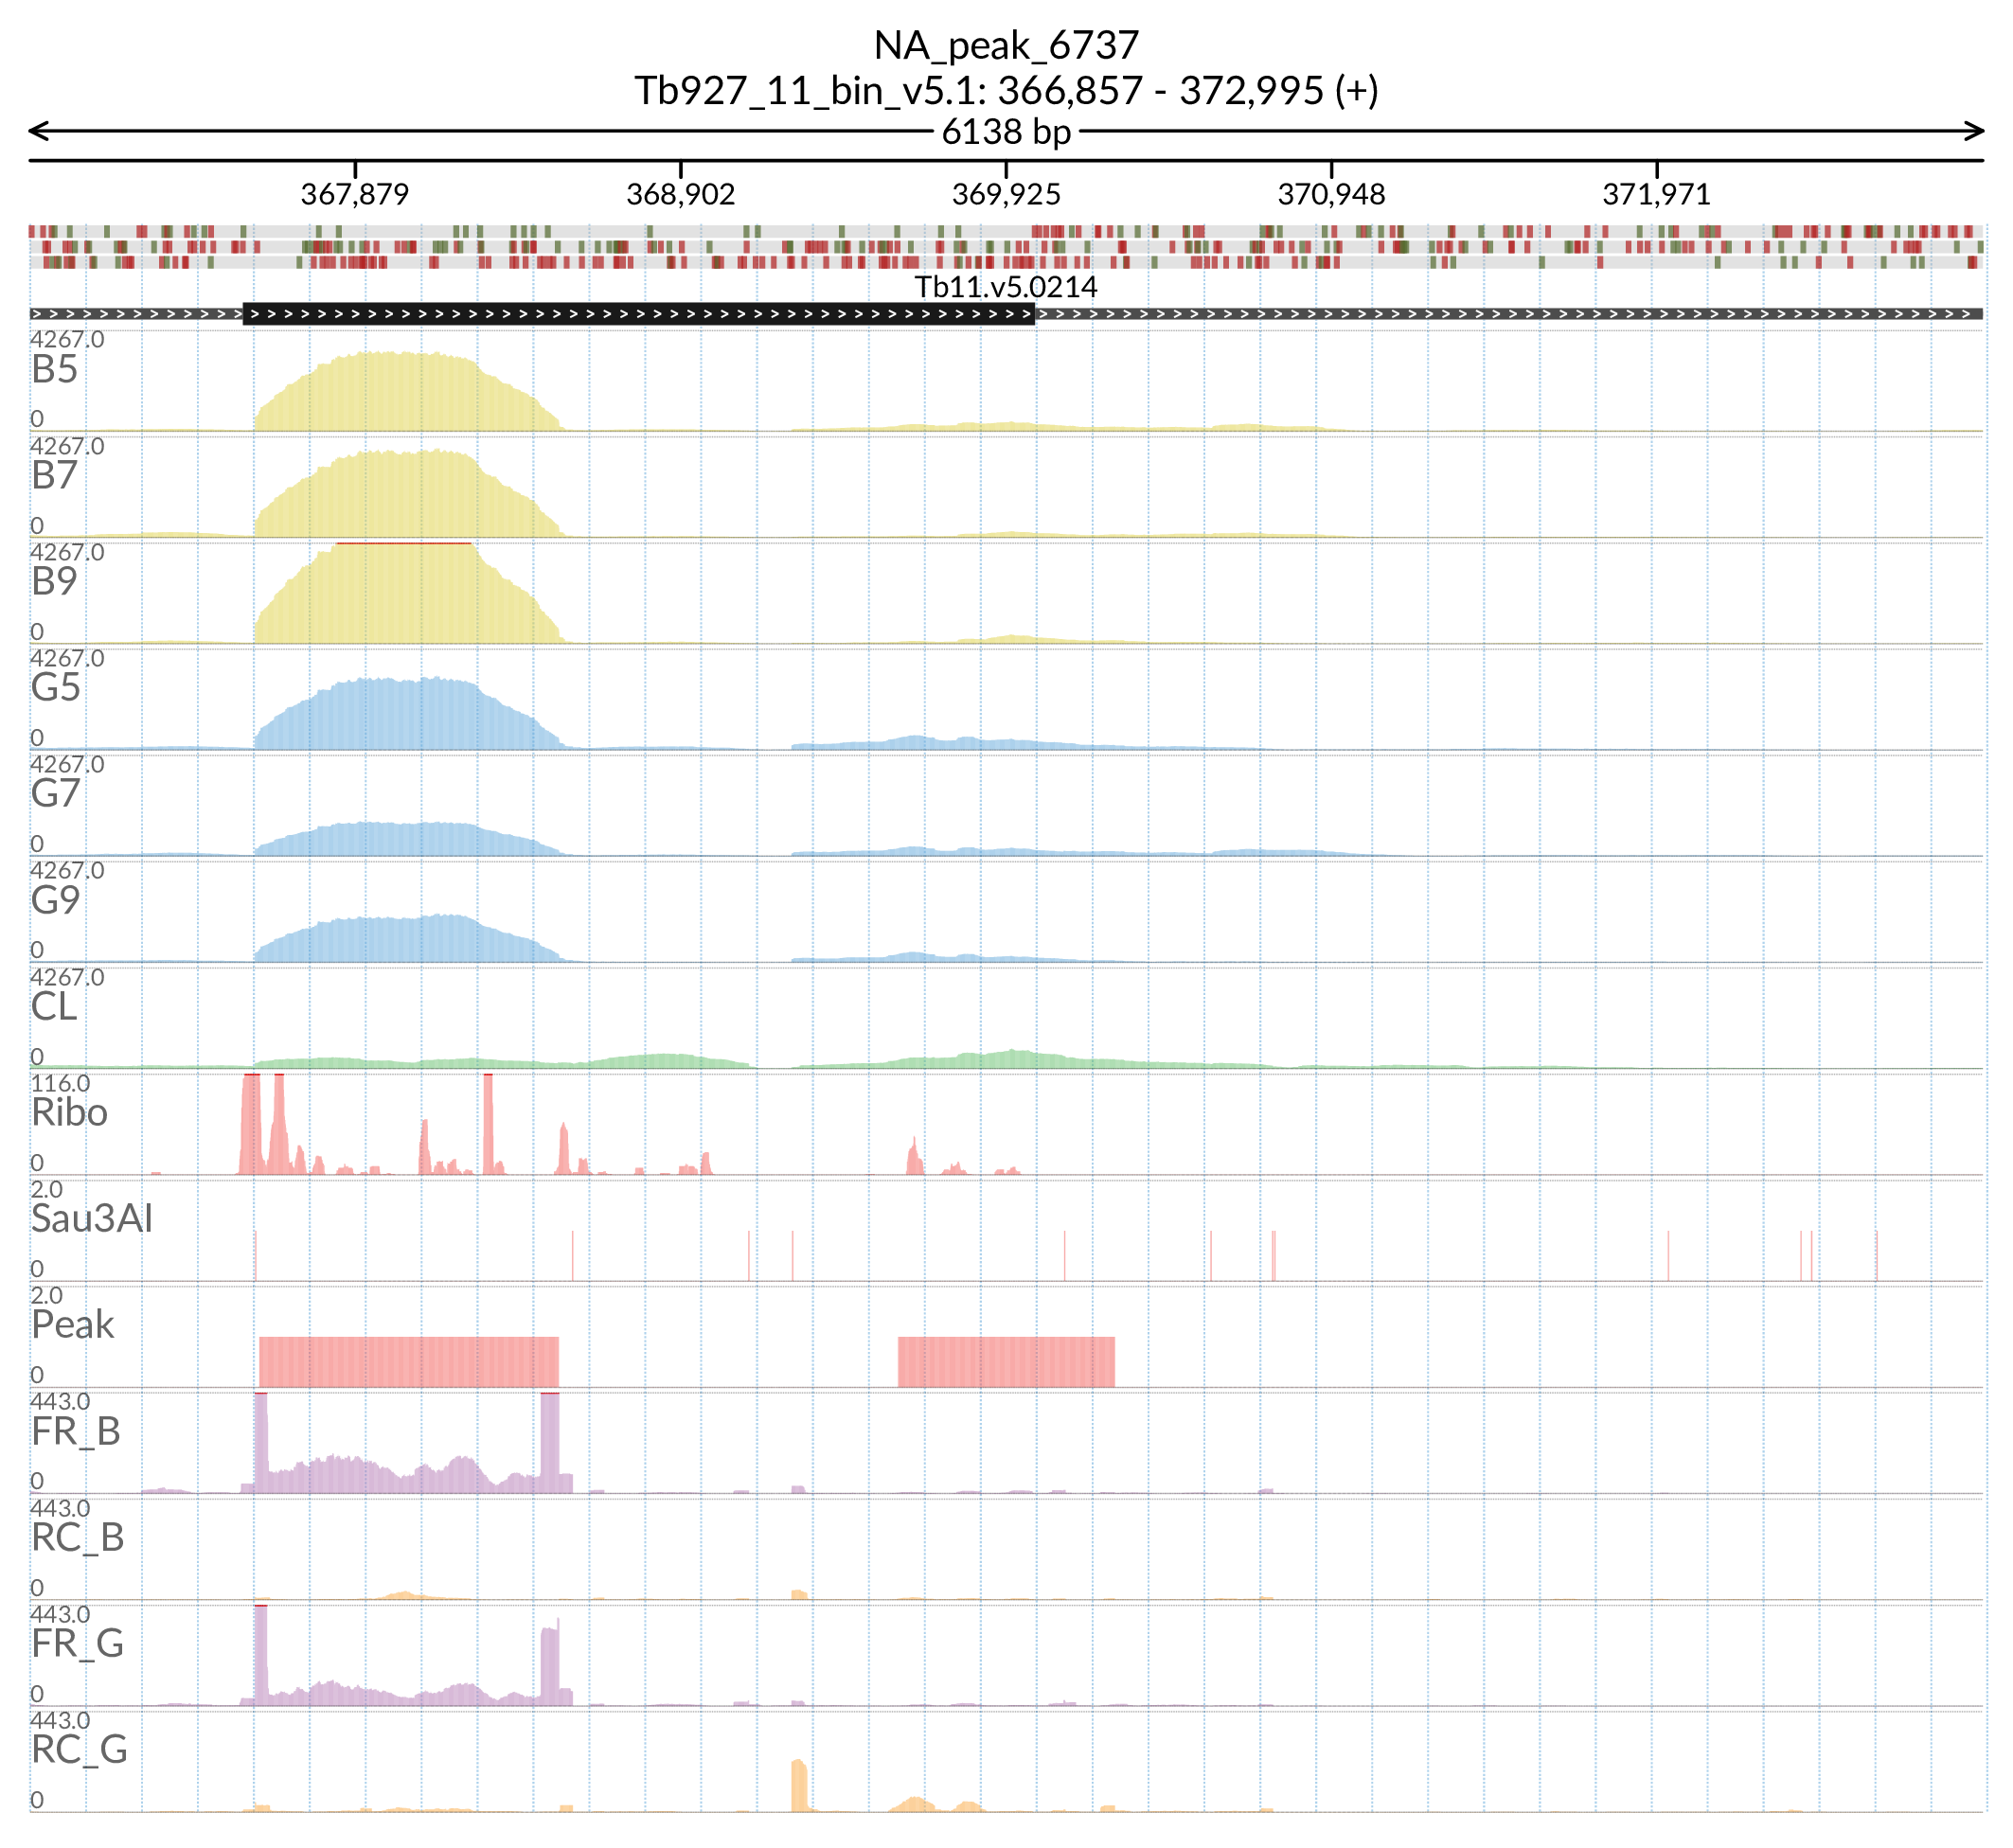 NA_peak_6737
Tb927_11_bin_v5.1: 366,857 - 372,995 (+)
6138 bp
367,879 368,902 369,925 370,948 371,971
Tb11.v5.0214
4267.0
B5
0
4267.0
B7
0
4267.0
B9
0
4267.0
G5
0
4267.0
G7
0
4267.0
G9
0
4267.0
CL
0
116.0
Ribo
0
2.0
Sau3AI
0
2.0
Peak
0
443.0
FR_B
0
443.0
RC_B
0
443.0
FR_G
0
443.0
RC_G
0